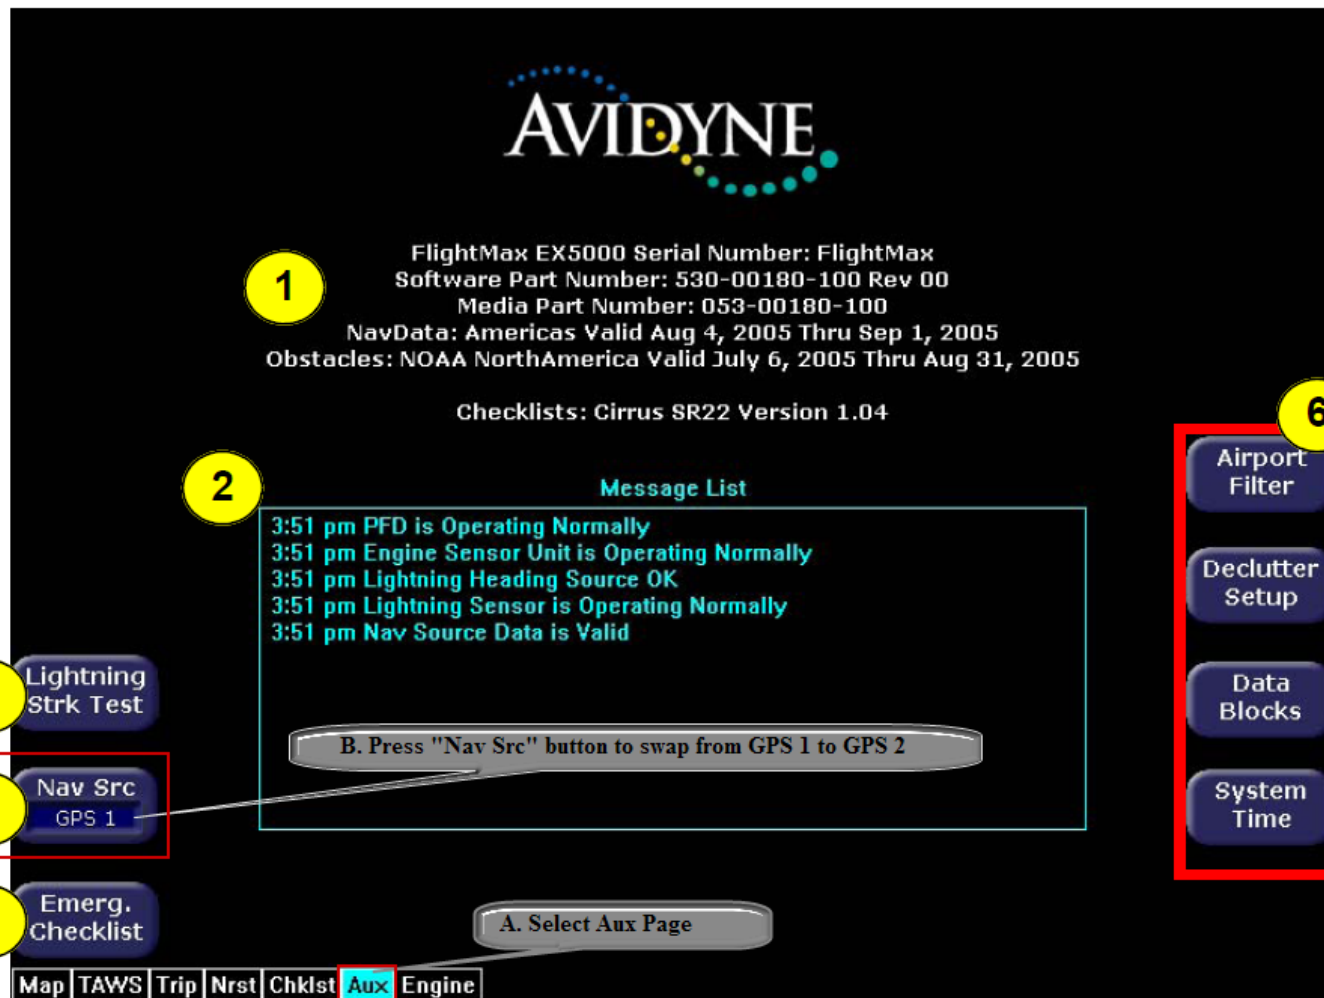 AVIDYNE
1
FlightMax EX5000 Serial Number: FlightMax
Software Part Number: 530-00180-100 Rev 00
Media Part Number: 053-00180-100
NavData: Americas Valid Aug 4, 2005 Thru Sep 1, 2005
Obstacles: NOAA NorthAmerica Valid July 6, 2005 Thru Aug 31, 2005
Checklists: Cirrus SR22 Version 1.04
6
Airport
Filter
2
Message List
3:51 pm PFD is Operating Normally
3:51 pm Engine Sensor Unit is Operating Normally
3:51 pm Lightning Heading Source OK
3:51 pm Lightning Sensor is Operating Normally
3:51 pm Nav Source Data is Valid
Declutter
Setup
Lightning
Strk Test
Data
Blocks
B. Press "Nav Src" button to swap from GPS 1 to GPS 2
Nav Src
GPS 1
System
Time
Emerg.
Checklist
A. Select Aux Page
Map TAWS Trip Nrst Chklst Aux Engine